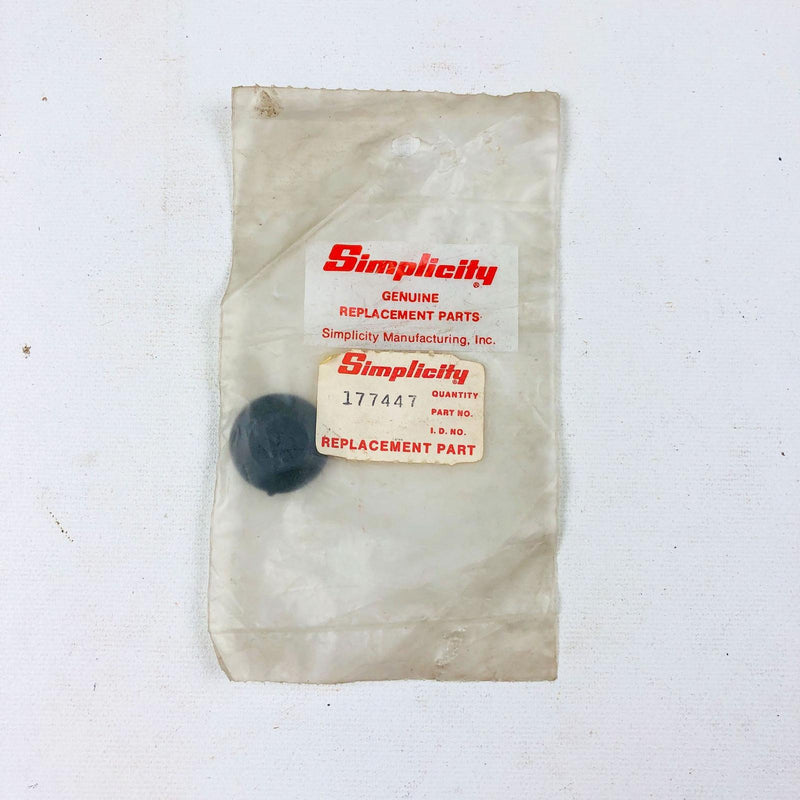 Simplicity®
GENUINE
REPLACEMENT PARTS
Simplicity Manufacturing, Inc.
Simplicity
177447 QUANTITY
PART NO.
I. D. NO.
REPLACEMENT PART